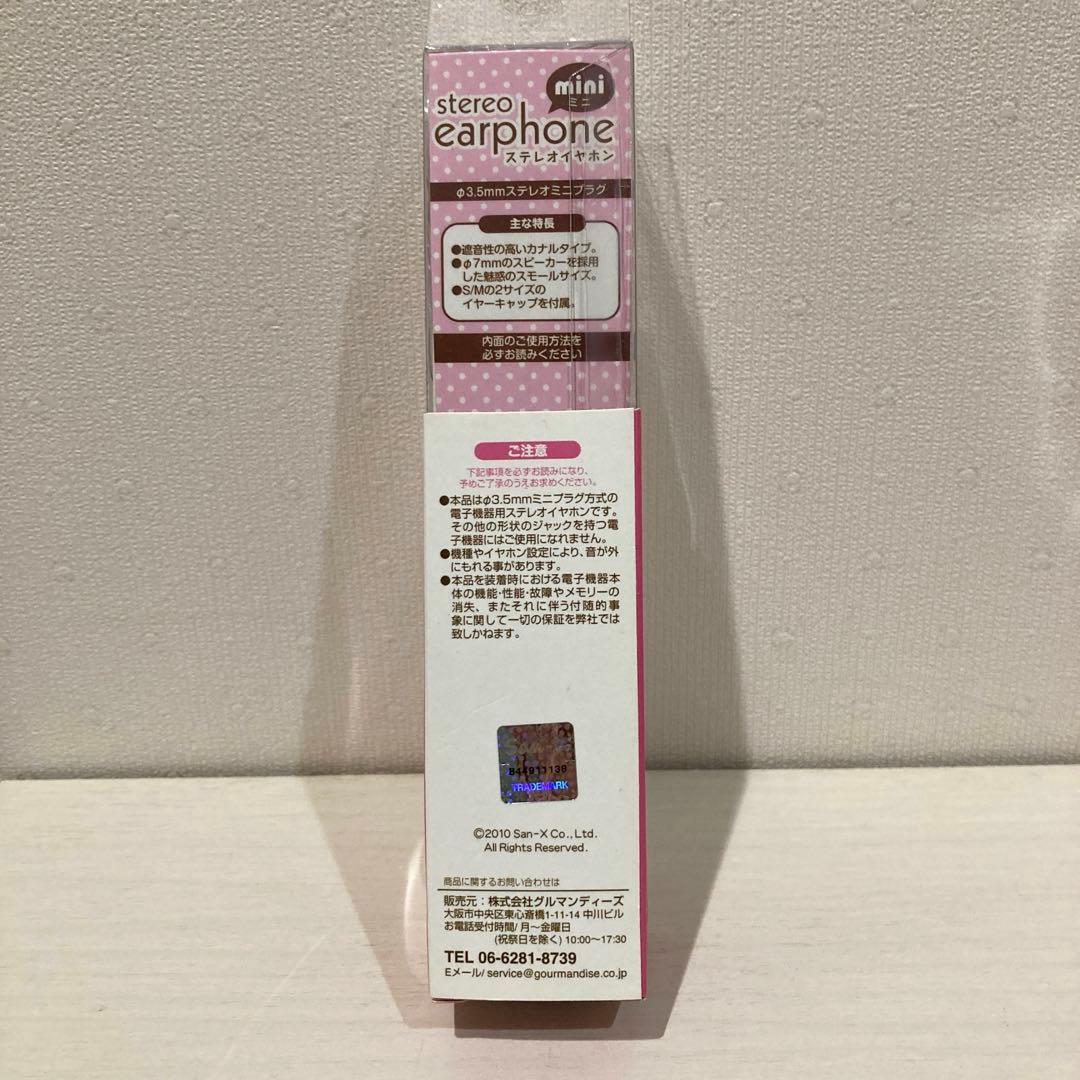 mini
ミニ
stereo
earphone
ステレオイヤホン
φ3.5mmステレオミニプラグ
主な特長
●遮音性の高いカナルタイプ。
●φ7mmのスピーカーを採用
した魅惑のスモールサイズ。
●S/Mの2サイズの
イヤーキャップを付属。
内面のご使用方法を
必ずお読みください
ご注意
下記事項を必ずお読みになり、
予めご了承のうえお求めください。
●本品はφ3.5mmミニプラグ方式の
電子機器用ステレオイヤホンです。
その他の形状のジャックを持つ電
子機器にはご使用になれません。
●機種やイヤホン設定により、音が外
にもれる事があります。
●本品を装着時における電子機器本
体の機能・性能・故障やメモリーの
消失、またそれに伴う付随的事
象に関して一切の保証を弊社では
致しかねます。
San-X
B44911138
TRADEMARK
©2010 San-X Co., Ltd.
All Rights Reserved.
商品に関するお問い合わせは
販売元：株式会社グルマンディーズ
大阪市中央区東心斎橋1-11-14 中川ビル
お電話受付時間/ 月～金曜日
(祝祭日を除く) 10:00～17:30
TEL 06-6281-8739
Eメール/ service@gourmandise.co.jp